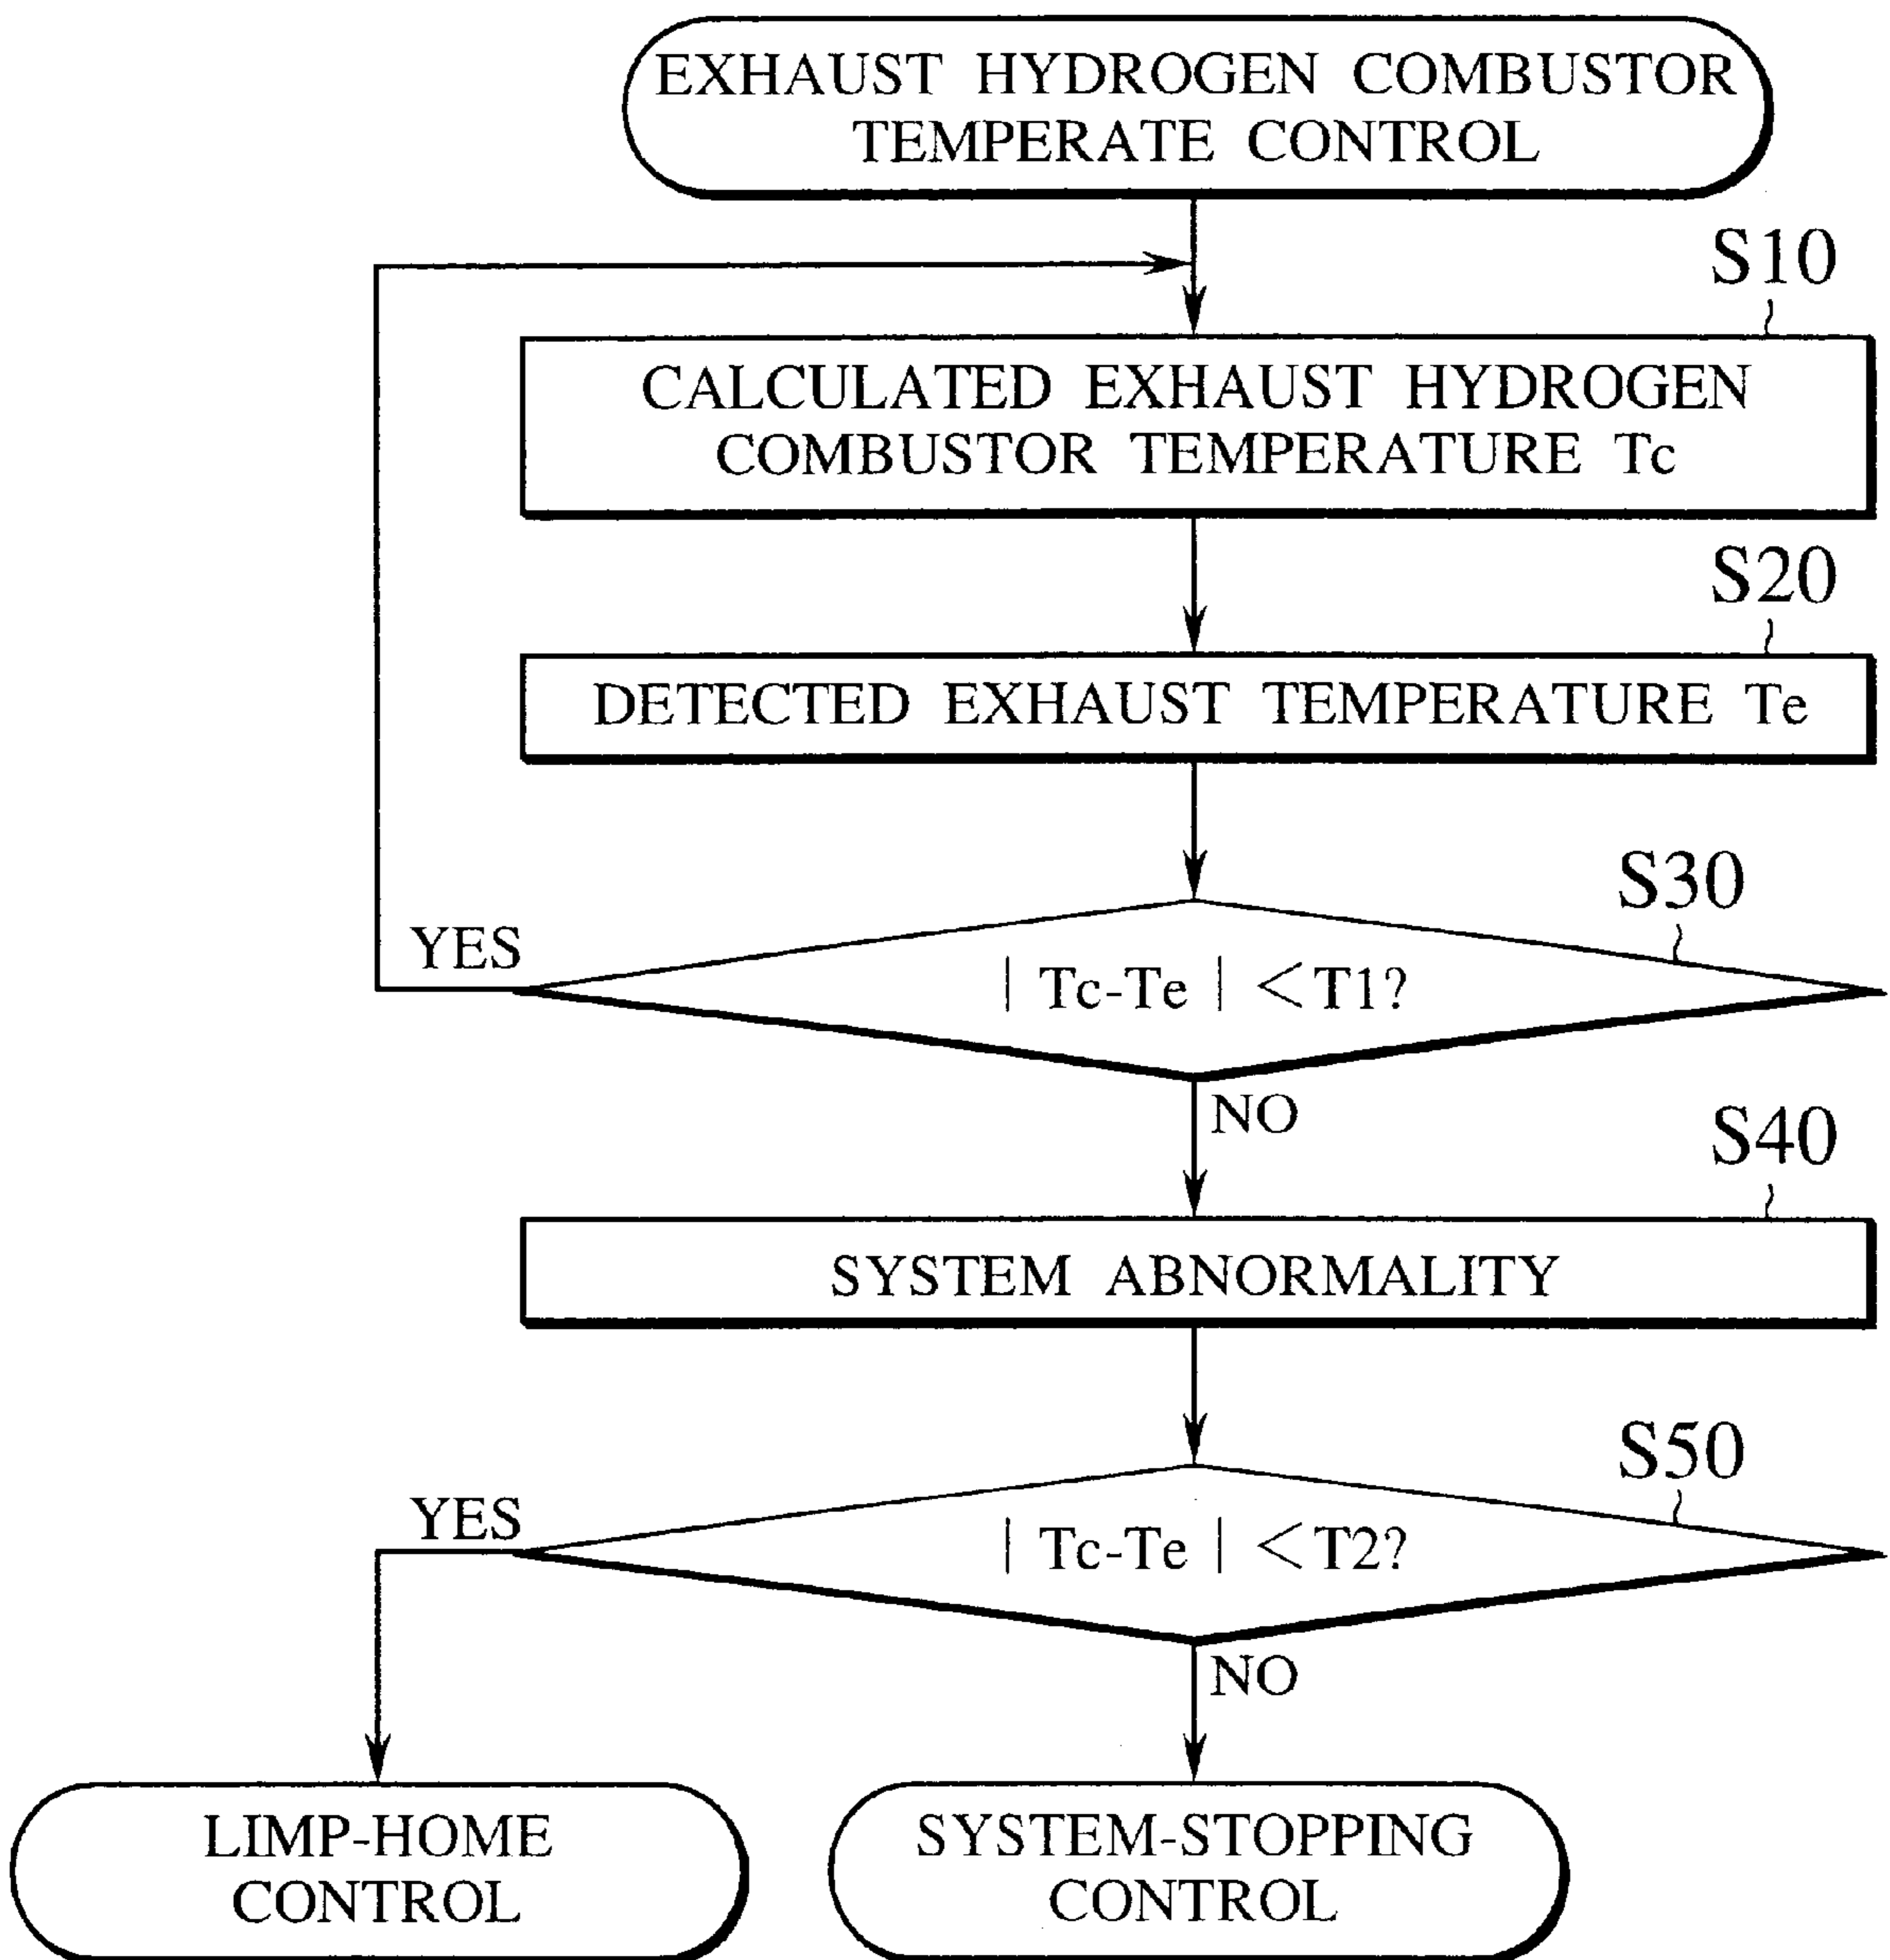 EXHAUST HYDROGEN COMBUSTOR
TEMPERATE CONTROL
S10
CALCULATED EXHAUST HYDROGEN
COMBUSTOR TEMPERATURE Tc
S20
DETECTED EXHAUST TEMPERATURE Te
S30
YES
| Tc-Te | <T1?
NO
S40
SYSTEM ABNORMALITY
S50
YES
| Tc-Te | <T2?
NO
LIMP-HOME
CONTROL
SYSTEM-STOPPING
CONTROL